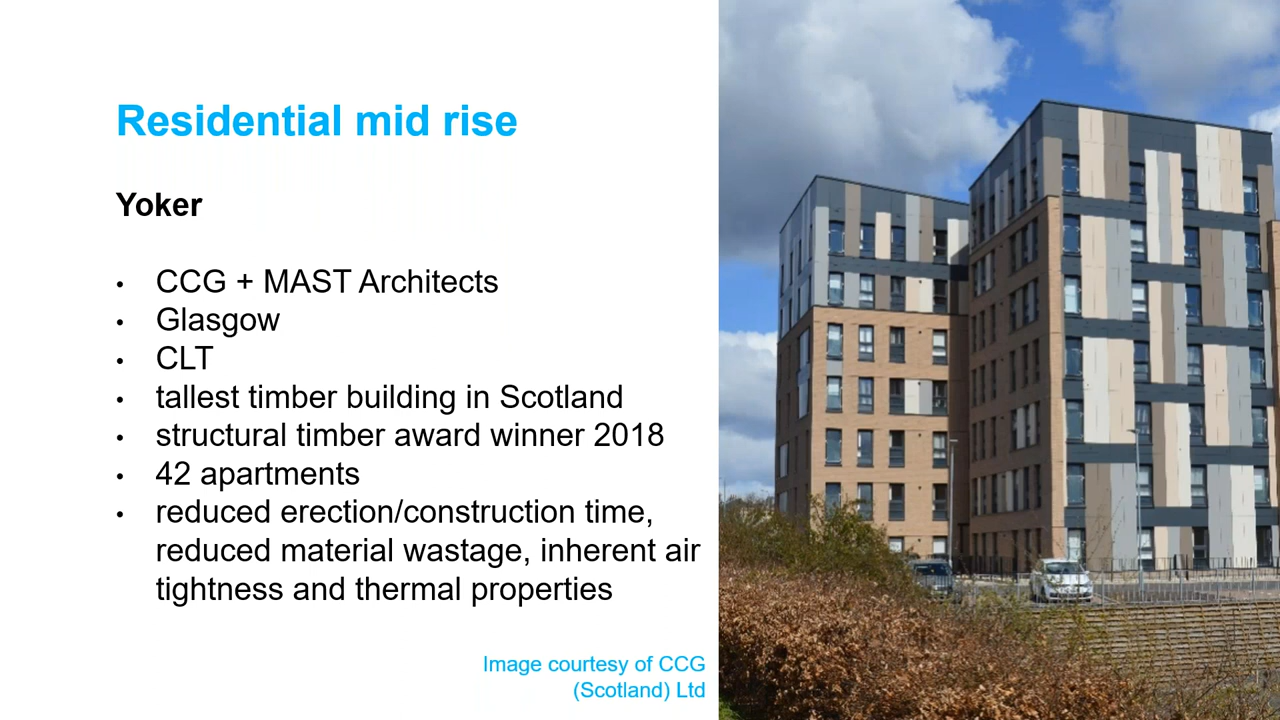 Residential mid rise
Yoker
• CCG + MAST Architects
• Glasgow
• CLT
• tallest timber building in Scotland
• structural timber award winner 2018
• 42 apartments
• reduced erection/construction time,
reduced material wastage, inherent air
tightness and thermal properties
Image courtesy of CCG
(Scotland) Ltd